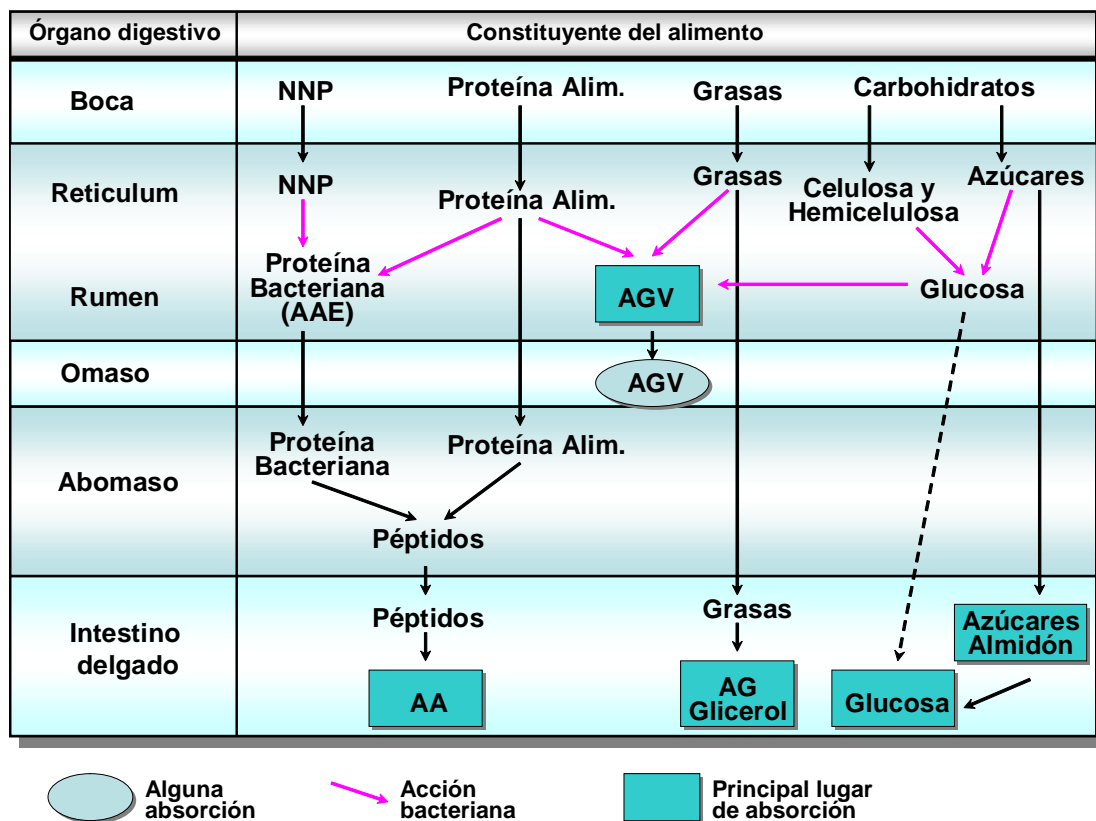 Órgano digestivo
Constituyente del alimento
Boca
NNP
Proteína Alim.
Grasas
Carbohidratos
Reticulum
NNP
Proteína Alim.
Grasas
Celulosa y
Hemicelulosa
Azúcares
Rumen
Proteína
Bacteriana
(AAE)
AGV
Glucosa
Omaso
AGV
Abomaso
Proteína
Bacteriana
Proteína Alim.
Péptidos
Intestino
delgado
Péptidos
Grasas
Azúcares
Almidón
AA
AG
Glicerol
Glucosa
Alguna
absorción
Acción
bacteriana
Principal lugar
de absorción